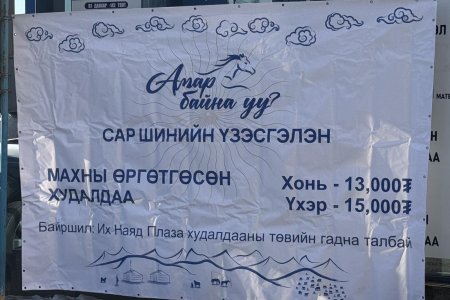 Амар
байна уу?
САР ШИНИЙН ҮЗЭСГЭЛЭН
МАХНЫ ӨРГӨТГӨСӨН
ХУДАЛДАА
Хонь - 13,000₮
Үхэр - 15,000₮
Байршил: Их Наяд Плаза худалдааны төвийн гадна талбай